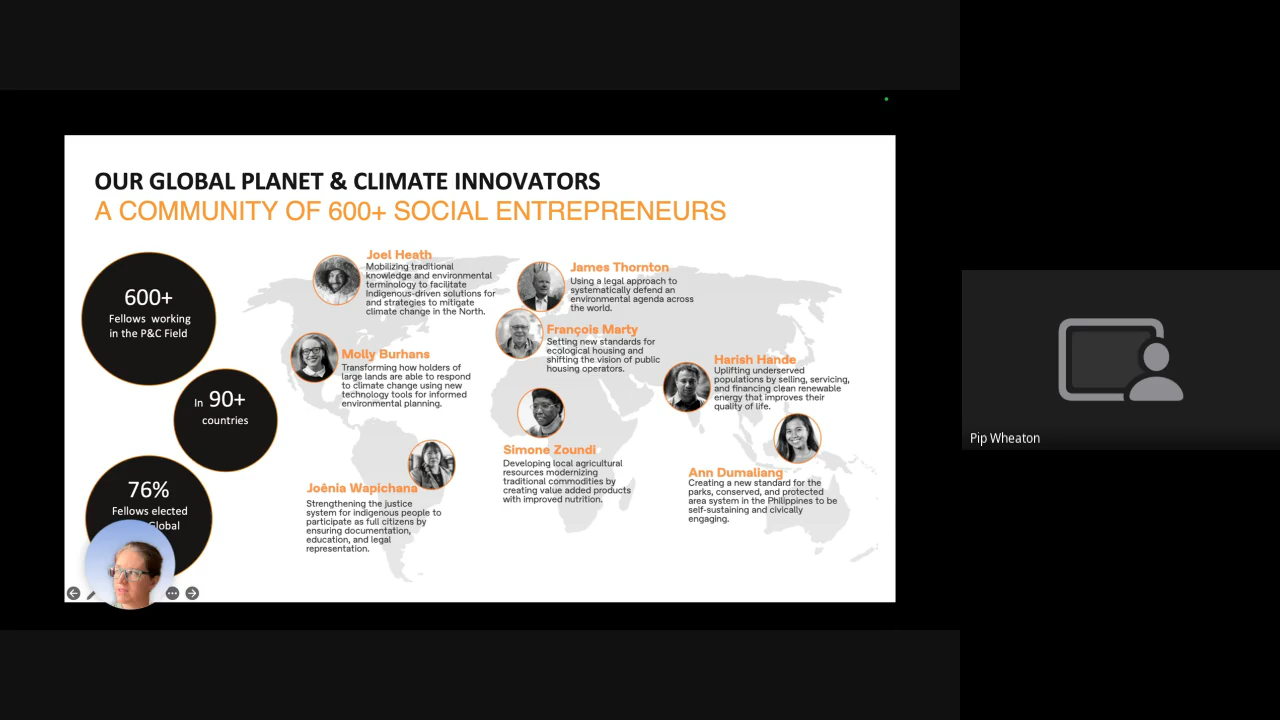 OUR GLOBAL PLANET & CLIMATE INNOVATORS
A COMMUNITY OF 600+ SOCIAL ENTREPRENEURS
600+
Fellows working
in the P&C Field
In 90+
countries
76%
Fellows elected
Global
Joel Heath
Mobilizing traditional
knowledge and environmental
terminology to facilitate
Indigenous-driven solutions for
and strategies to mitigate
climate change in the North.
Molly Burhans
Transforming how holders of
large lands are able to respond
to climate change using new
technology tools for informed
environmental planning.
Joênia Wapichana
Strengthening the justice
system for indigenous people to
participate as full citizens by
ensuring documentation,
education, and legal
representation.
James Thornton
Using a legal approach to
systematically defend an
environmental agenda across
the world.
François Marty
Setting new standards for
ecological housing and
shifting the vision of public
housing operators.
Simone Zoundi
Developing local agricultural
resources modernizing
traditional commodities by
creating value added products
with improved nutrition.
Harish Hande
Uplifting underserved
populations by selling, servicing,
and financing clean renewable
energy that improves their
quality of life.
Ann Dumaliang
Creating a new standard for the
parks, conserved, and protected
area system in the Philippines to be
self-sustaining and civically
engaging.
Pip Wheaton